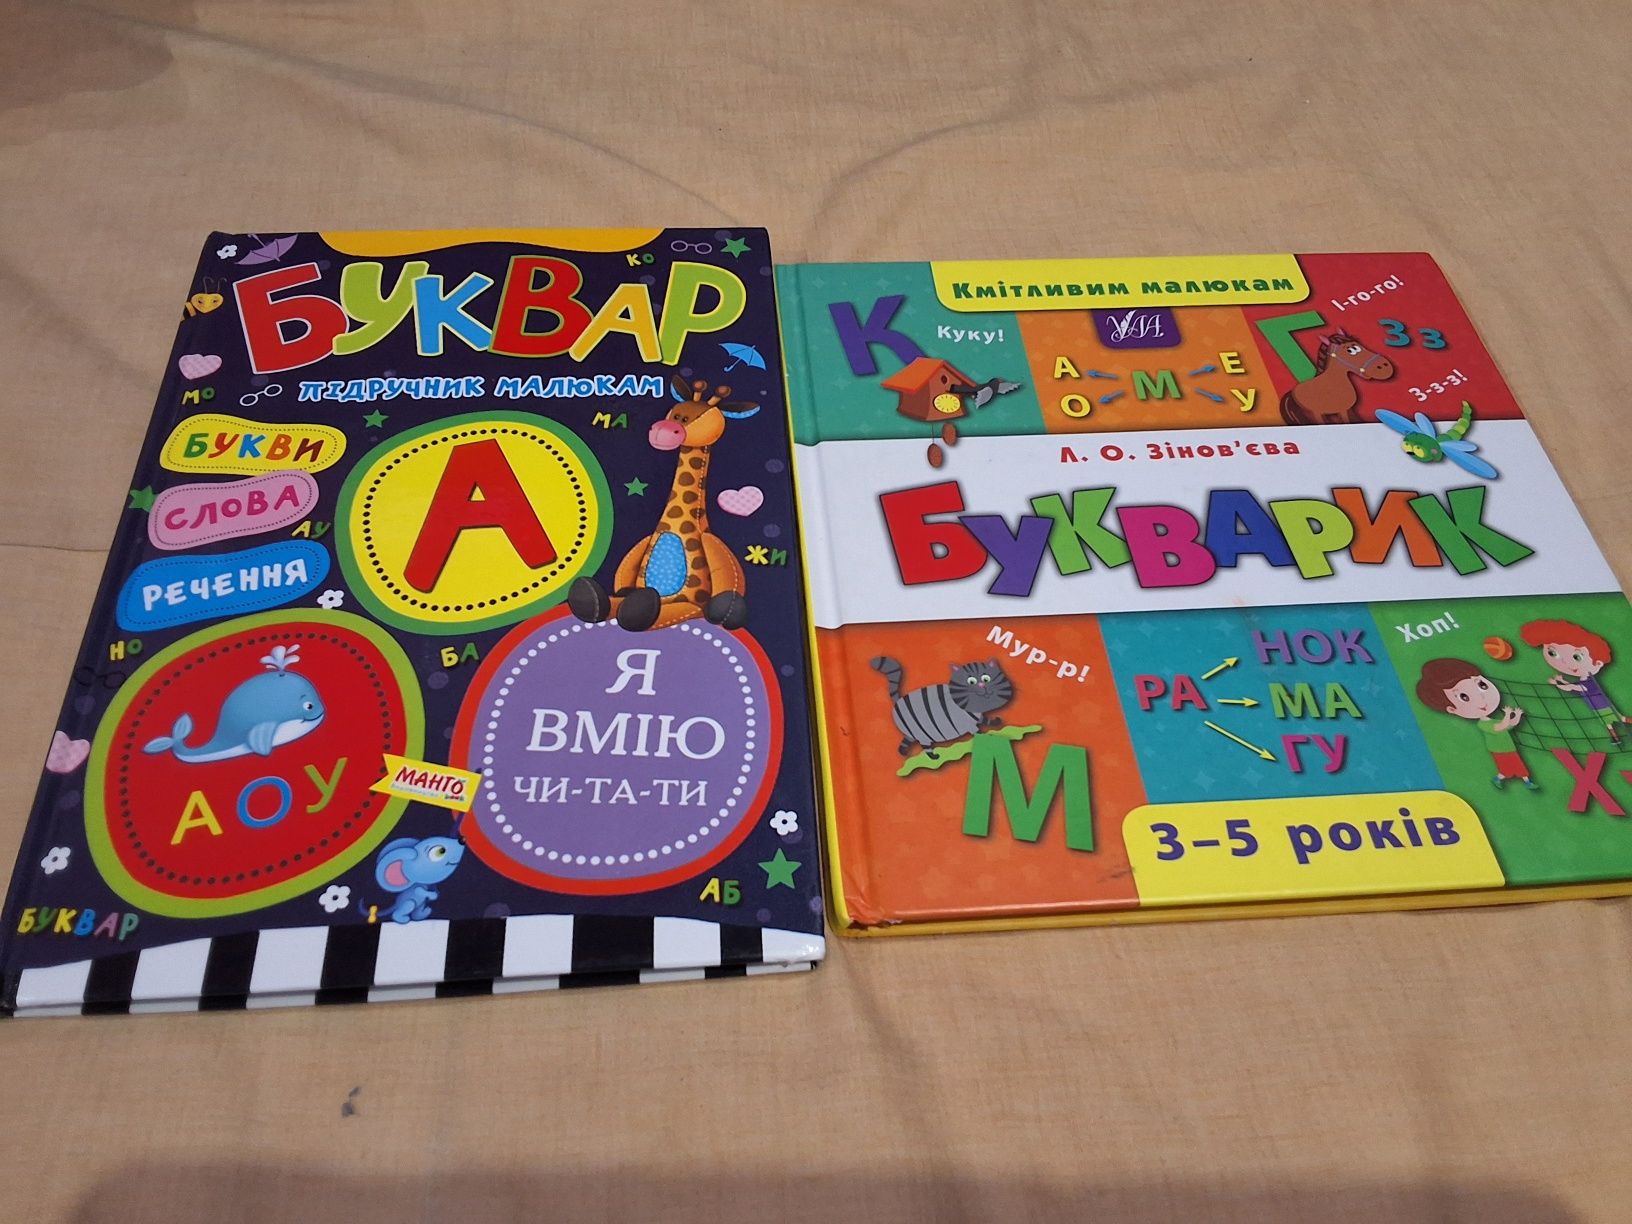 БУКВАР
ПІДРУЧНИК МАЛЮКАМ
КО
МО
МА
БУКВИ
СЛОВА
РЕЧЕННЯ
АУ
А
ЖИ
НО
БА
Я
ВМІЮ
ЧИ-ТА-ТИ
АОУ
МАНГО
АБ
БУКВАР
Кмітливим малюкам
К
Куку!
УЛА
А
О
М
Е
У
Г
І-го-го!
З з
З-з-з!
Л. О. Зінов'єва
БУКВАРИК
Мур-р!
М
РА
НОК
МА
ГУ
Хоп!
Х
3–5 років